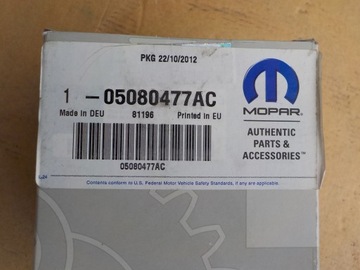 PKG 22/10/2012
1 -05080477AC
Made in DEU 81196 Printed in EU
05080477AC
Contents conform to U.S. Federal Motor Vehicle Safety Standards, if any are applicable.
MOPAR
AUTHENTIC
PARTS &
ACCESSORIES™